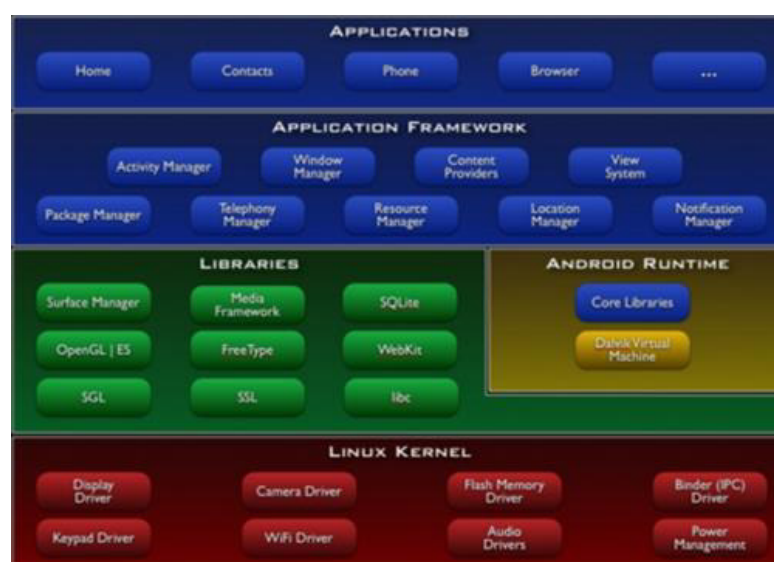 APPLICATIONS
Home
Contacts
Phone
Browser
...
APPLICATION FRAMEWORK
Activity Manager
Window
Manager
Content
Providers
View
System
Package Manager
Telephony
Manager
Resource
Manager
Location
Manager
Notification
Manager
LIBRARIES
Surface Manager
Media
Framework
SQLite
OpenGL | ES
FreeType
WebKit
SGL
SSL
libc
ANDROID RUNTIME
Core Libraries
Dalvik Virtual
Machine
LINUX KERNEL
Display
Driver
Camera Driver
Flash Memory
Driver
Binder (IPC)
Driver
Keypad Driver
WiFi Driver
Audio
Drivers
Power
Management